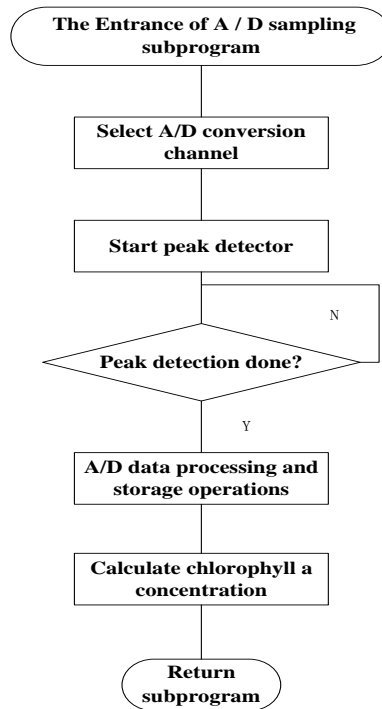 The Entrance of A / D sampling
subprogram
Select A/D conversion
channel
Start peak detector
N
Peak detection done?
Y
A/D data processing and
storage operations
Calculate chlorophyll a
concentration
Return
subprogram